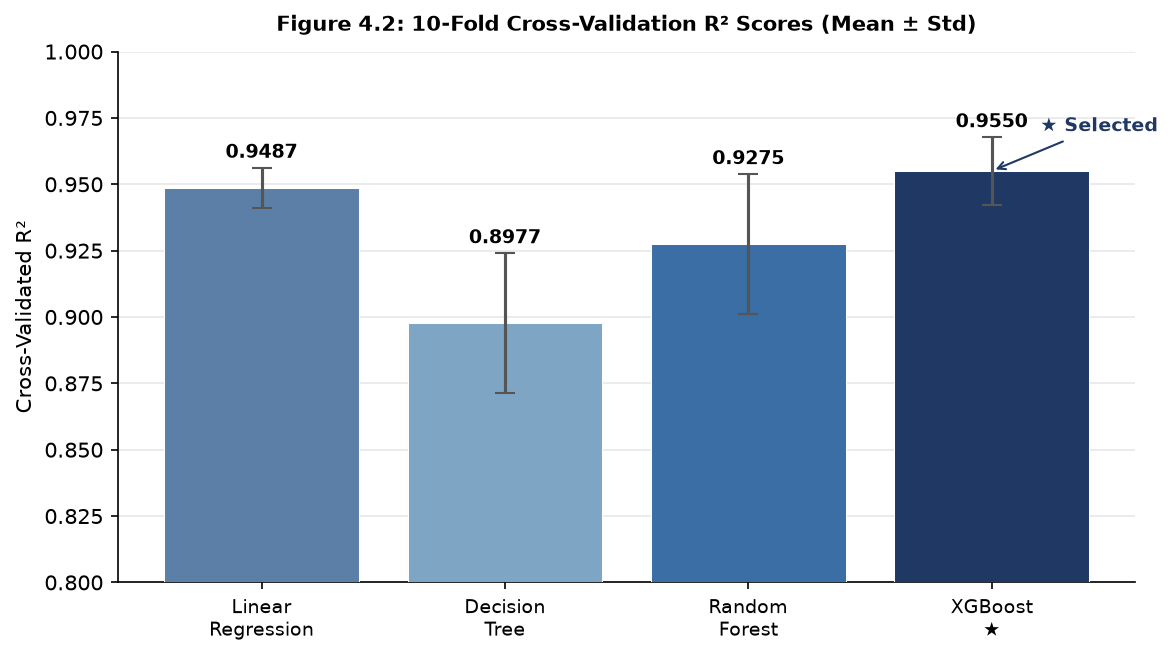 Figure 4.2: 10-Fold Cross-Validation R² Scores (Mean ± Std)
Cross-Validated R²
1.000
0.975
0.950
0.925
0.900
0.875
0.850
0.825
0.800
0.9487
0.8977
0.9275
0.9550
★ Selected
Linear
Regression
Decision
Tree
Random
Forest
XGBoost
★